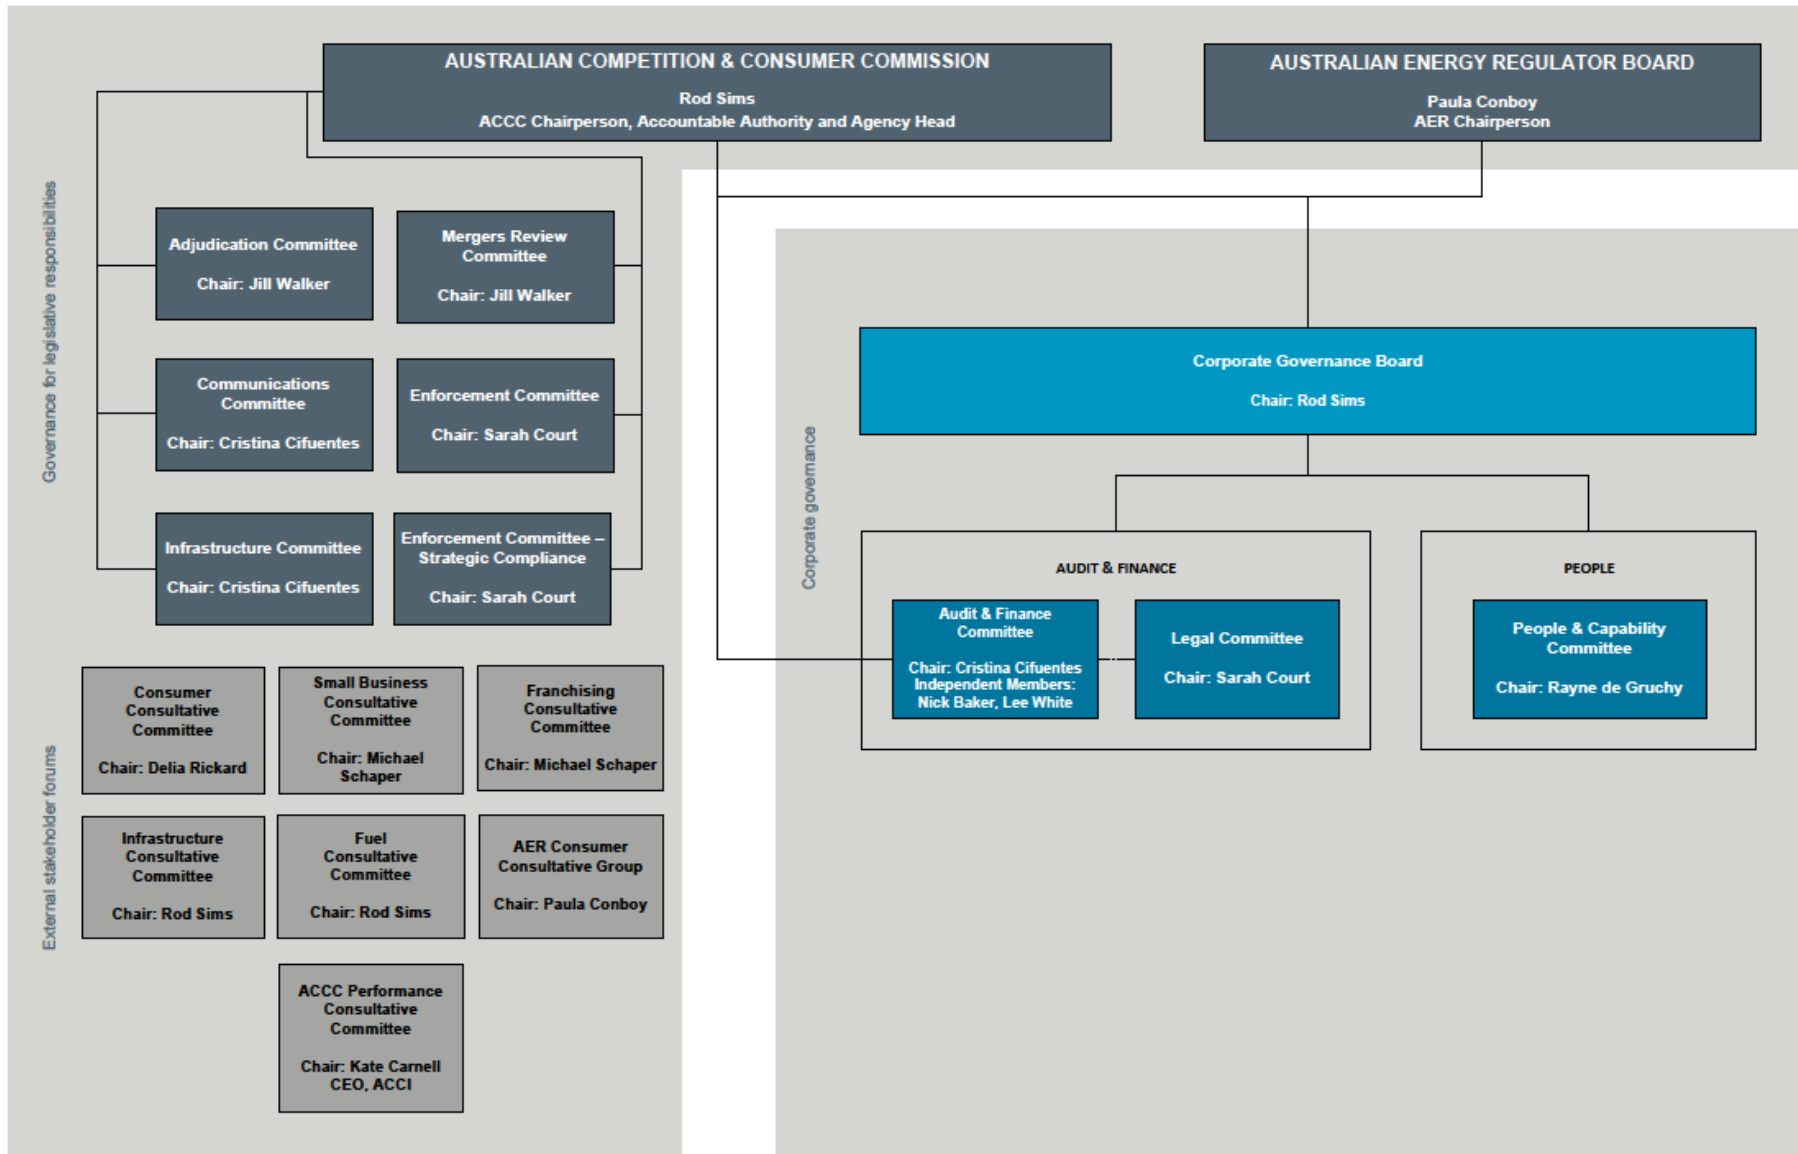 AUSTRALIAN COMPETITION & CONSUMER COMMISSION
Rod Sims
ACCC Chairperson, Accountable Authority and Agency Head
AUSTRALIAN ENERGY REGULATOR BOARD
Paula Conboy
AER Chairperson
Governance for legislative responsibilities
Adjudication Committee
Chair: Jill Walker
Mergers Review
Committee
Chair: Jill Walker
Communications
Committee
Chair: Cristina Cifuentes
Enforcement Committee
Chair: Sarah Court
Infrastructure Committee
Chair: Cristina Cifuentes
Enforcement Committee –
Strategic Compliance
Chair: Sarah Court
External stakeholder forums
Consumer
Consultative
Committee
Chair: Delia Rickard
Small Business
Consultative
Committee
Chair: Michael
Schaper
Franchising
Consultative
Committee
Chair: Michael Schaper
Infrastructure
Consultative
Committee
Chair: Rod Sims
Fuel
Consultative
Committee
Chair: Rod Sims
AER Consumer
Consultative Group
Chair: Paula Conboy
ACCC Performance
Consultative
Committee
Chair: Kate Carnell
CEO, ACCI
Corporate governance
Corporate Governance Board
Chair: Rod Sims
AUDIT & FINANCE
Audit & Finance
Committee
Chair: Cristina Cifuentes
Independent Members:
Nick Baker, Lee White
Legal Committee
Chair: Sarah Court
PEOPLE
People & Capability
Committee
Chair: Rayne de Gruchy